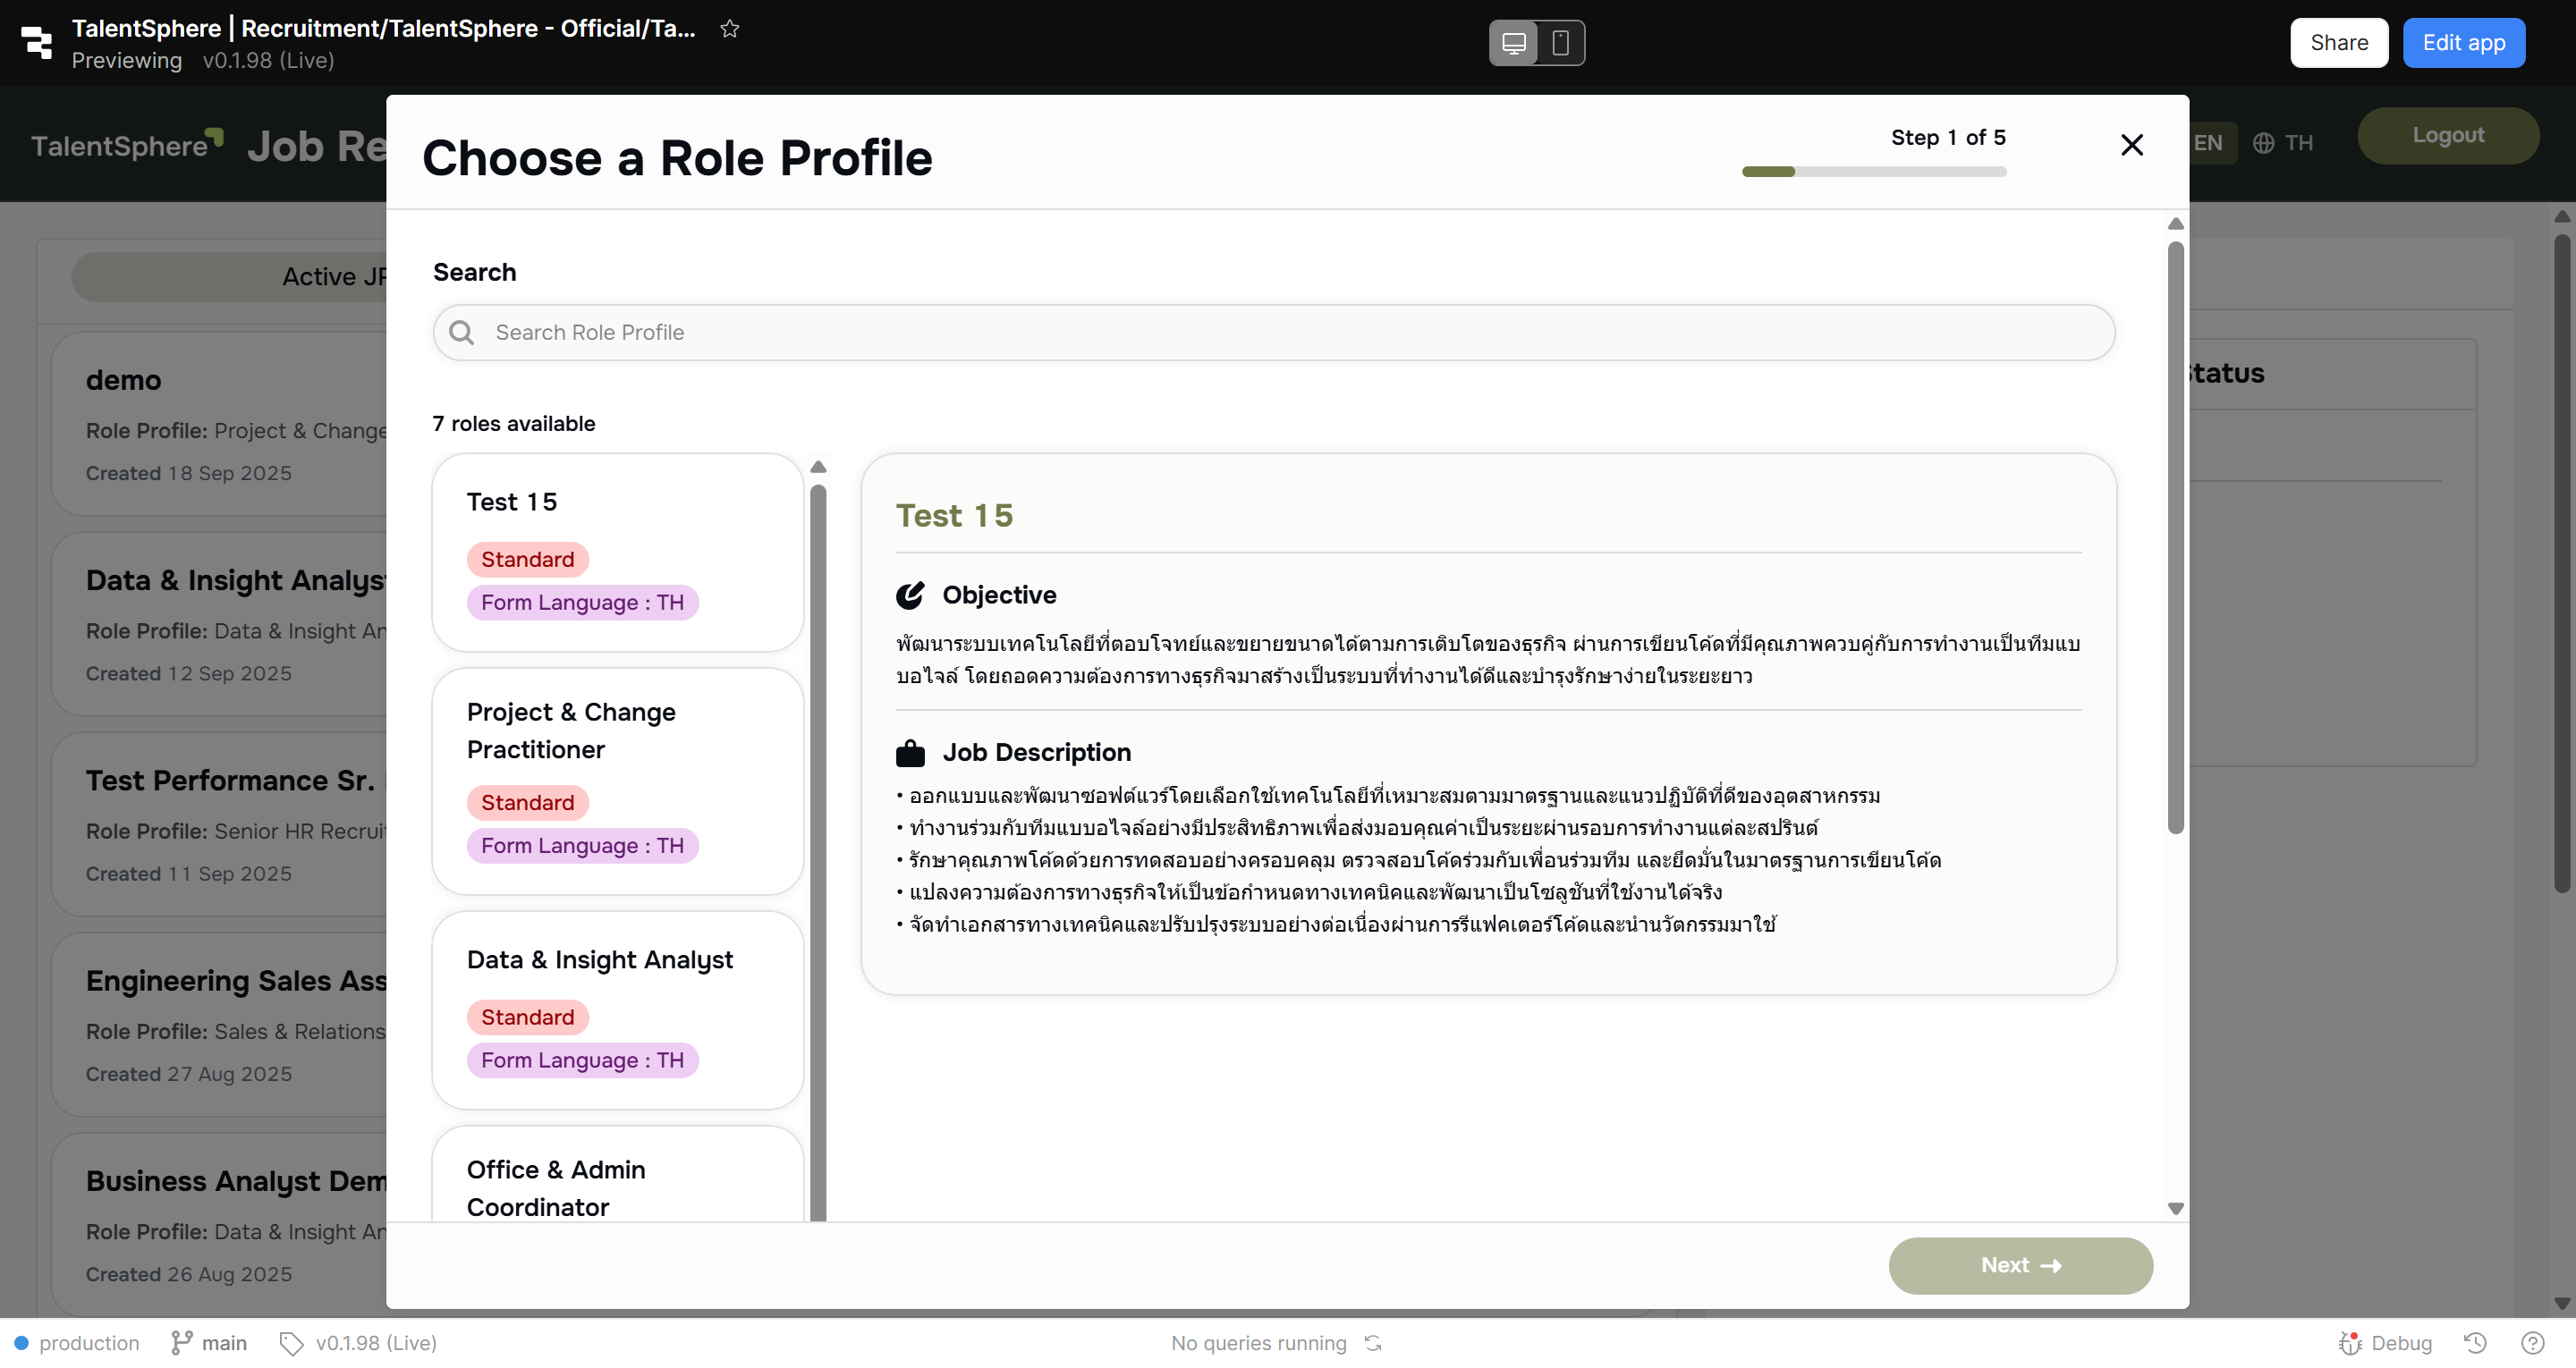 TalentSphere | Recruitment/TalentSphere - Official/Ta...
Previewing v0.1.98 (Live)
Share
Edit app
TalentSphere
Job Re
EN
TH
Logout
Choose a Role Profile
Step 1 of 5
Active JR
demo
Role Profile: Project & Change
Created 18 Sep 2025
Data & Insight Analyst
Role Profile: Data & Insight An
Created 12 Sep 2025
Test Performance Sr.
Role Profile: Senior HR Recruit
Created 11 Sep 2025
Engineering Sales Ass
Role Profile: Sales & Relations
Created 27 Aug 2025
Business Analyst Dem
Role Profile: Data & Insight An
Created 26 Aug 2025
Status
Search
Search Role Profile
7 roles available
Test 15
Standard
Form Language : TH
Project & Change
Practitioner
Standard
Form Language : TH
Data & Insight Analyst
Standard
Form Language : TH
Office & Admin
Coordinator
Test 15
Objective
พัฒนาระบบเทคโนโลยีที่ตอบโจทย์และขยายขนาดได้ตามการเติบโตของธุรกิจ ผ่านการเขียนโค้ดที่มีคุณภาพควบคู่กับการทำงานเป็นทีมแบ
บอไจล์ โดยถอดความต้องการทางธุรกิจมาสร้างเป็นระบบที่ทำงานได้ดีและบำรุงรักษาง่ายในระยะยาว
Job Description
• ออกแบบและพัฒนาซอฟต์แวร์โดยเลือกใช้เทคโนโลยีที่เหมาะสมตามมาตรฐานและแนวปฏิบัติที่ดีของอุตสาหกรรม
• ทำงานร่วมกับทีมแบบอไจล์อย่างมีประสิทธิภาพเพื่อส่งมอบคุณค่าเป็นระยะผ่านรอบการทำงานแต่ละสปรินต์
• รักษาคุณภาพโค้ดด้วยการทดสอบอย่างครอบคลุม ตรวจสอบโค้ดร่วมกับเพื่อนร่วมทีม และยึดมั่นในมาตรฐานการเขียนโค้ด
• แปลงความต้องการทางธุรกิจให้เป็นข้อกำหนดทางเทคนิคและพัฒนาเป็นโซลูชันที่ใช้งานได้จริง
• จัดทำเอกสารทางเทคนิคและปรับปรุงระบบอย่างต่อเนื่องผ่านการรีแฟคเตอร์โค้ดและนำนวัตกรรมมาใช้
Next
production
main
v0.1.98 (Live)
No queries running
Debug